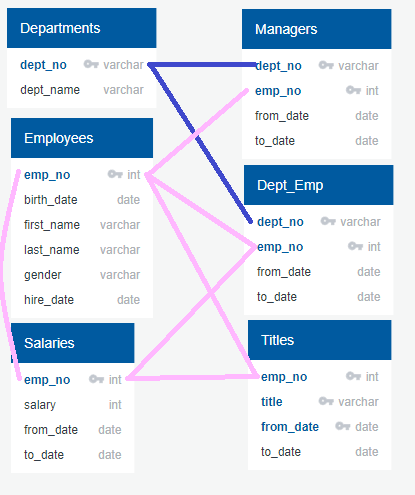 Departments
dept_no varchar
dept_name varchar
Employees
emp_no int
birth_date date
first_name varchar
last_name varchar
gender varchar
hire_date date
Salaries
emp_no int
salary int
from_date date
to_date date
Managers
dept_no varchar
emp_no int
from_date date
to_date date
Dept_Emp
dept_no varchar
emp_no int
from_date date
to_date date
Titles
emp_no int
title varchar
from_date date
to_date date